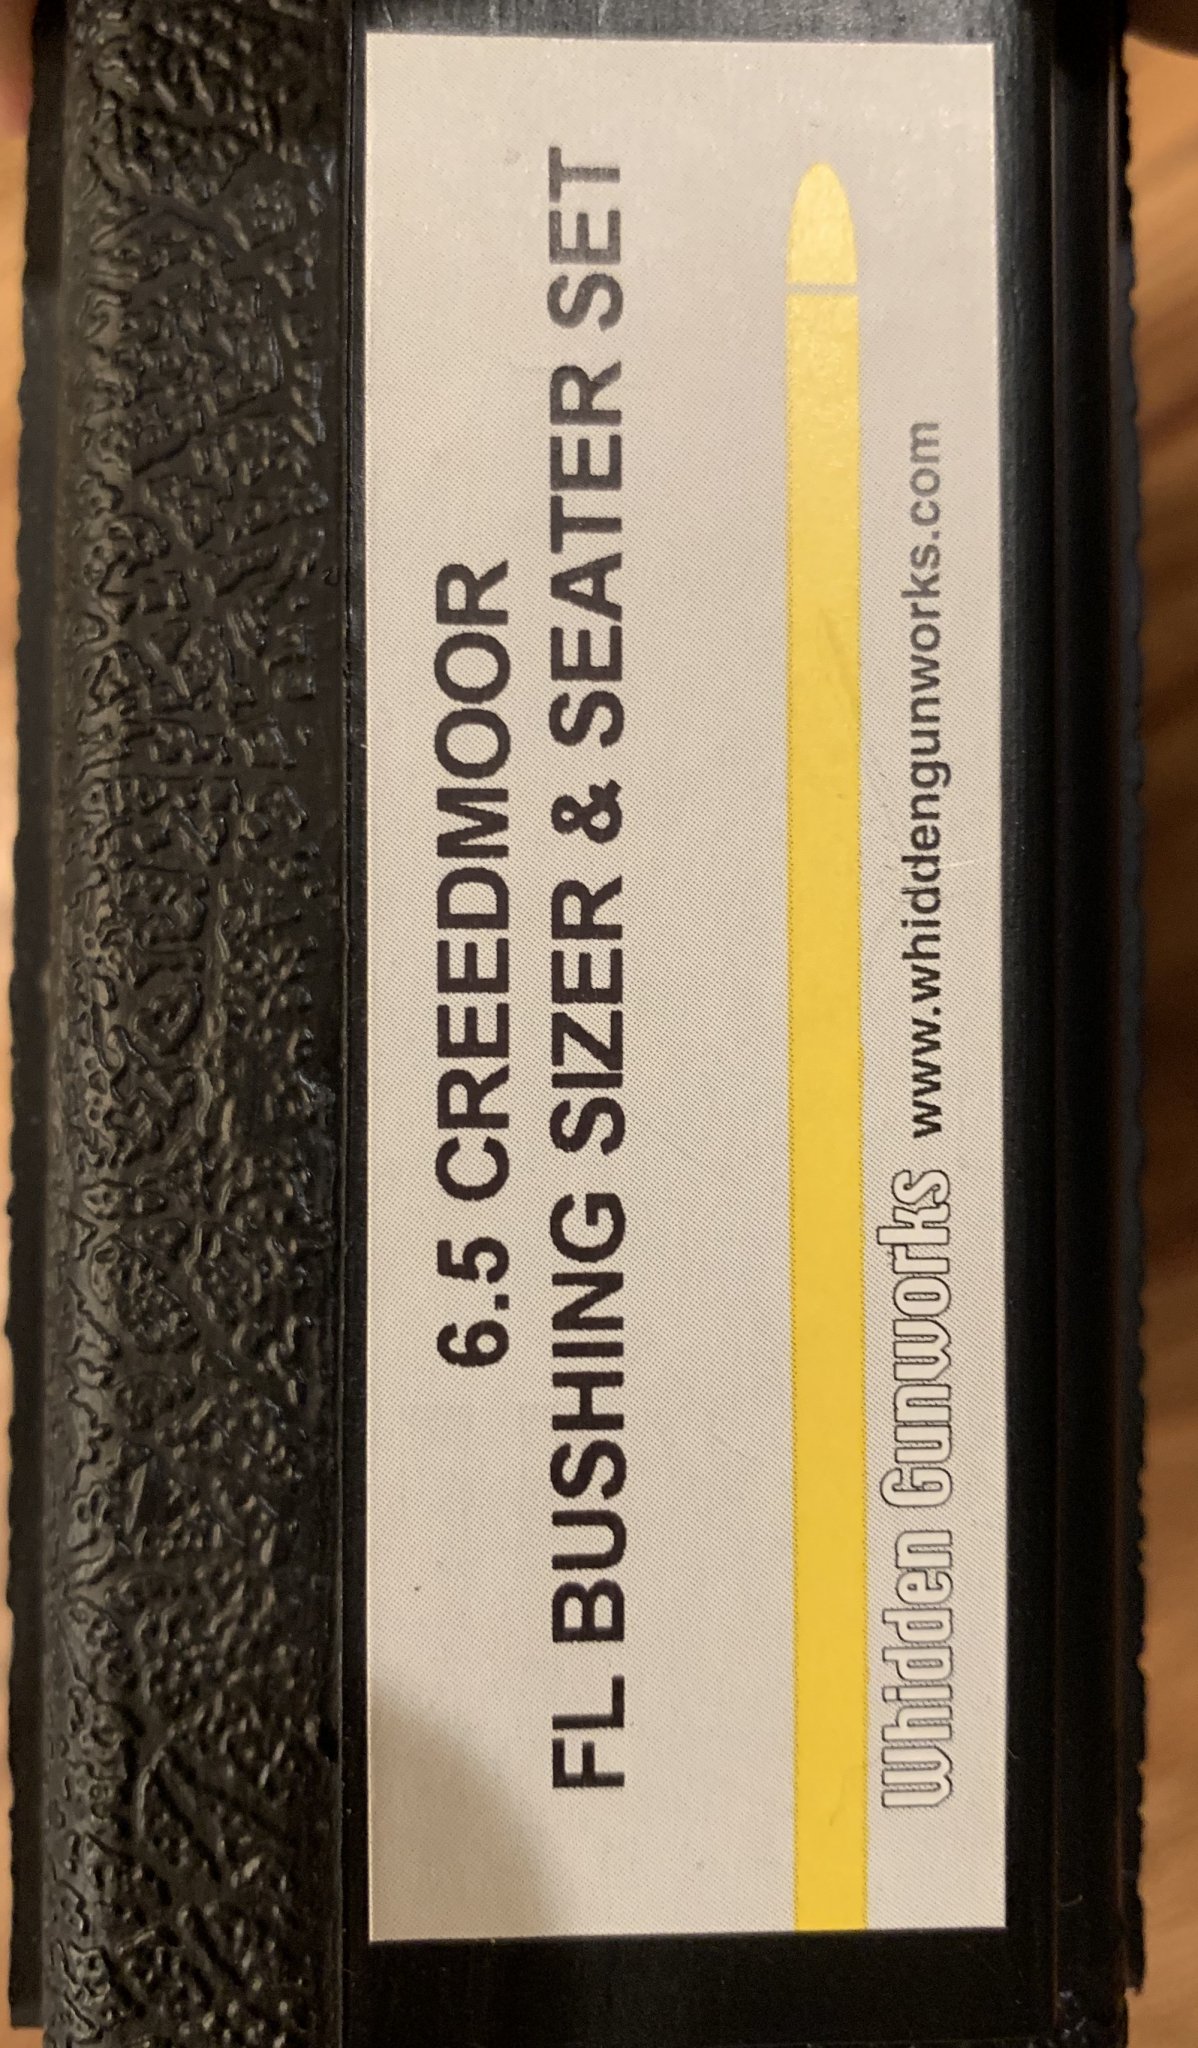 6.5 CREEDMOOR
FL BUSHING SIZER & SEATER SET
Whidden Gunworks www.whiddengunworks.com